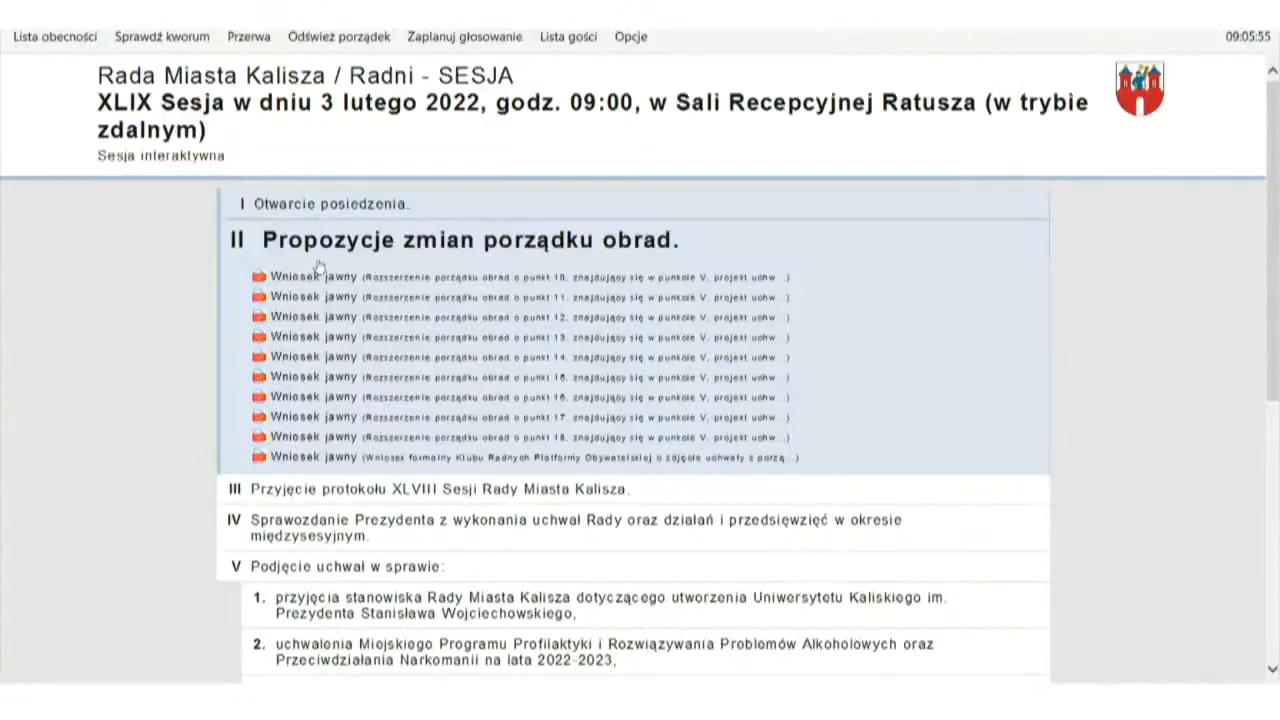 Lista obecności Sprawdź kworum Przerwa Odśwież porządek Zaplanuj głosowanie Lista gości Opcje 09:05:55
Rada Miasta Kalisza / Radni - SESJA
XLIX Sesja w dniu 3 lutego 2022, godz. 09:00, w Sali Recepcyjnej Ratusza (w trybie
zdalnym)
Sesja interaktywna
I Otwarcie posiedzenia.
II Propozycje zmian porządku obrad.
Wniosek jawny (Rozszerzenie porządku obrad o punkt 10. znajdujący się w punkcie V. projekt uchw...)
Wniosek jawny (Rozszerzenie porządku obrad o punkt 11. znajdujący się w punkcie V. projekt uchw...)
Wniosek jawny (Rozszerzenie porządku obrad o punkt 12. znajdujący się w punkcie V. projekt uchw...)
Wniosek jawny (Rozszerzenie porządku obrad o punkt 13. znajdujący się w punkcie V. projekt uchw...)
Wniosek jawny (Rozszerzenie porządku obrad o punkt 14. znajdujący się w punkcie V. projekt uchw...)
Wniosek jawny (Rozszerzenie porządku obrad o punkt znajdujący się w punkcie V. projekt uchw...)
Wniosek jawny (Rozszerzenie porządku obrad o punkt 16. znajdujący się w punkcie V. projekt uchw...)
Wniosek jawny (Rozszerzenie porządku obrad o punkt 17. znajdujący się w punkcie V. projekt uchw...)
Wniosek jawny (Rozszerzenie porządku obrad o punkt 18. znajdujący się w punkcie V. projekt uchw...)
Wniosek jawny (Wniosek formalny Klubu Radnych Platformy Obywatelskiej o zdjęcie uchwały z porzą...)
III Przyjęcie protokołu XLVIII Sesji Rady Miasta Kalisza.
IV Sprawozdanie Prezydenta z wykonania uchwał Rady oraz działań i przedsięwzięć w okresie
międzysesyjnym.
V Podjęcie uchwał w sprawie:
1. przyjęcia stanowiska Rady Miasta Kalisza dotyczącego utworzenia Uniwersytetu Kaliskiego im.
Prezydenta Stanisława Wojciechowskiego,
2. uchwalenia Miejskiego Programu Profilaktyki i Rozwiązywania Problemów Alkoholowych oraz
Przeciwdziałania Narkomanii na lata 2022-2023,